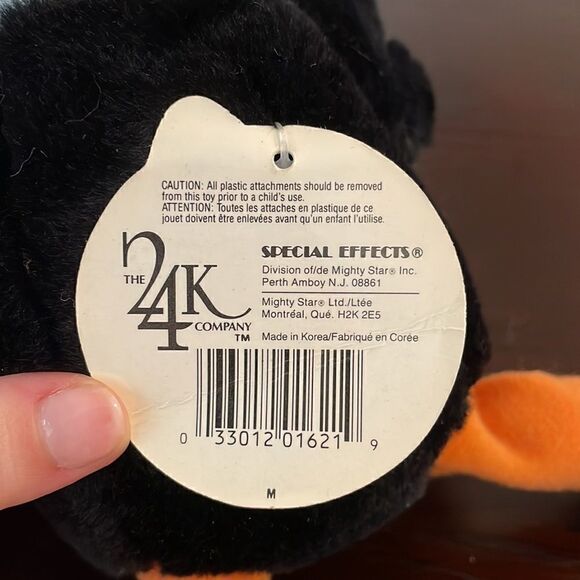 CAUTION: All plastic attachments should be removed
from this toy prior to a child's use.
ATTENTION: Toutes les attaches en plastique de ce
jouet doivent être enlevées avant qu'un enfant l'utilise.
THE 24K COMPANY ™
SPECIAL EFFECTS®
Division of/de Mighty Star® Inc.
Perth Amboy N.J. 08861
Mighty Star® Ltd./Ltée
Montréal, Qué. H2K 2E5
Made in Korea/Fabriqué en Corée
0 33012 01621 9
M